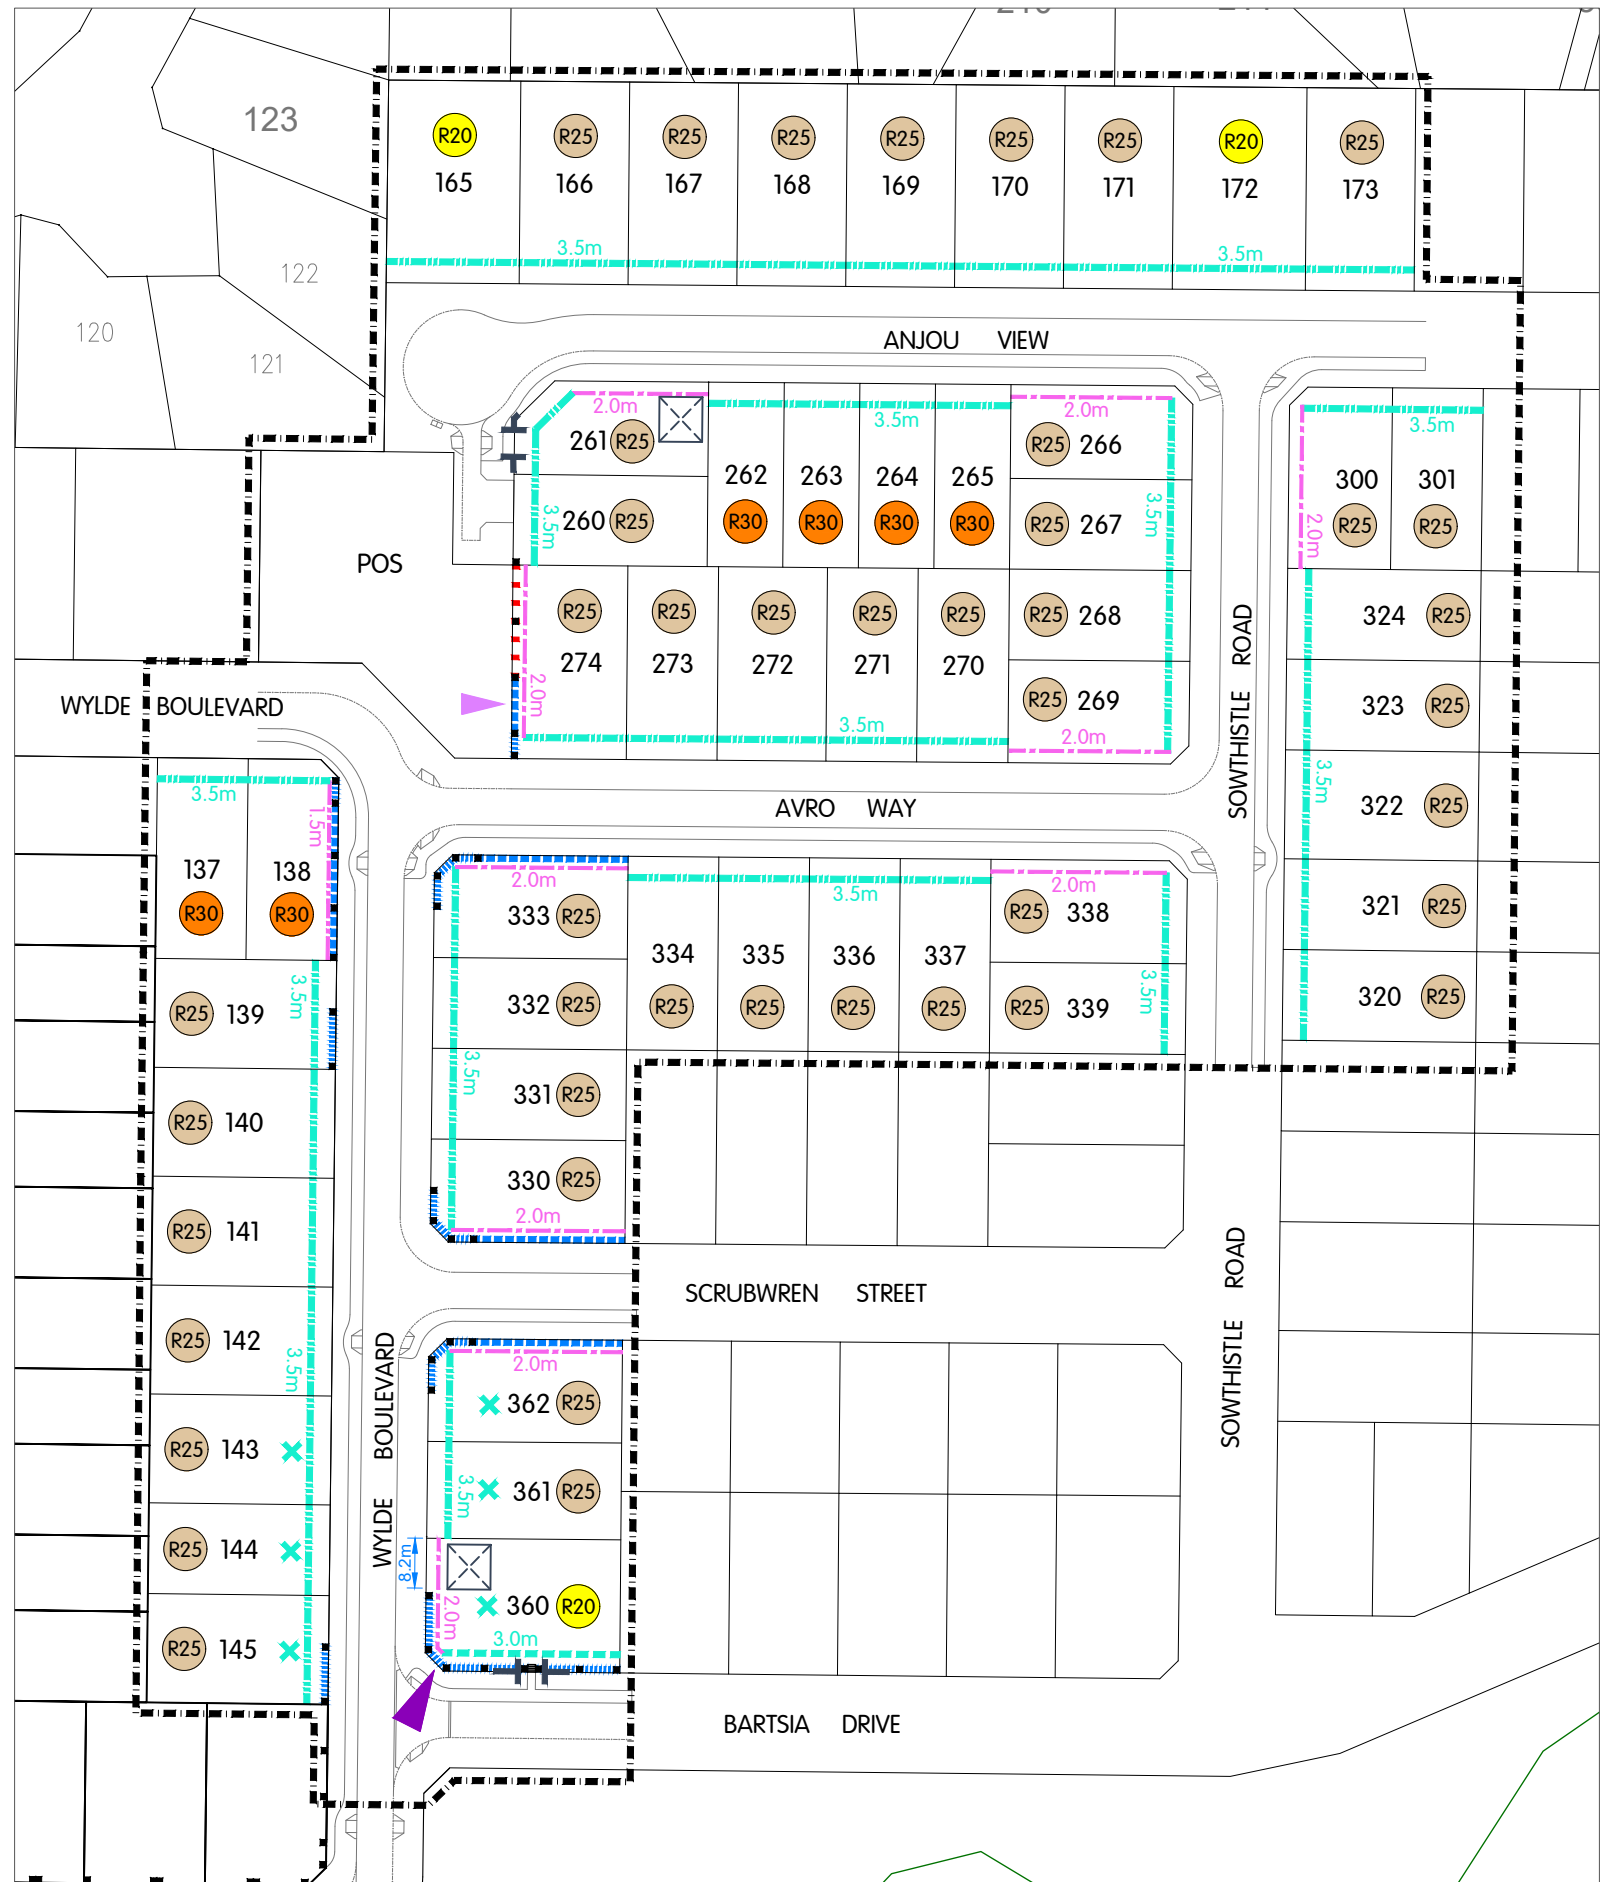 123
R20 R25 R25 R25 R25 R25 R25 R20 R25
165 166 167 168 169 170 171 172 173
3.5m 3.5m
122
120
121
ANJOU VIEW
2.0m 3.5m 2.0m 3.5m
261 R25
R25 266
262 263 264 265
300 301
260 R25
R30 R30 R30 R30
R25 267
R25 R25
3.5m 3.5m 2.0m
POS
R25 R25 R25 R25 R25
R25 268
324 R25
274 273 272 271 270
2.0m
R25 269
SOWTHISTLE ROAD
323 R25
WYLDE BOULEVARD
3.5m 2.0m
3.5m
3.5m
1.5m
AVRO WAY
322 R25
137 138
R30 R30
2.0m 3.5m 2.0m
333 R25
R25 338
321 R25
334 335 336 337
3.5m
R25 139
332 R25
R25 R25 R25 R25
R25 339
3.5m
320 R25
3.5m
R25 140
331 R25
330 R25
2.0m
R25 141
SCRUBWREN STREET
SOWTHISTLE ROAD
R25 142
3.5m
WYLDE BOULEVARD
2.0m
362 R25
R25 143
3.5m
361 R25
R25 144
8.2m
2.0m
360 R20
3.0m
R25 145
BARTSIA DRIVE